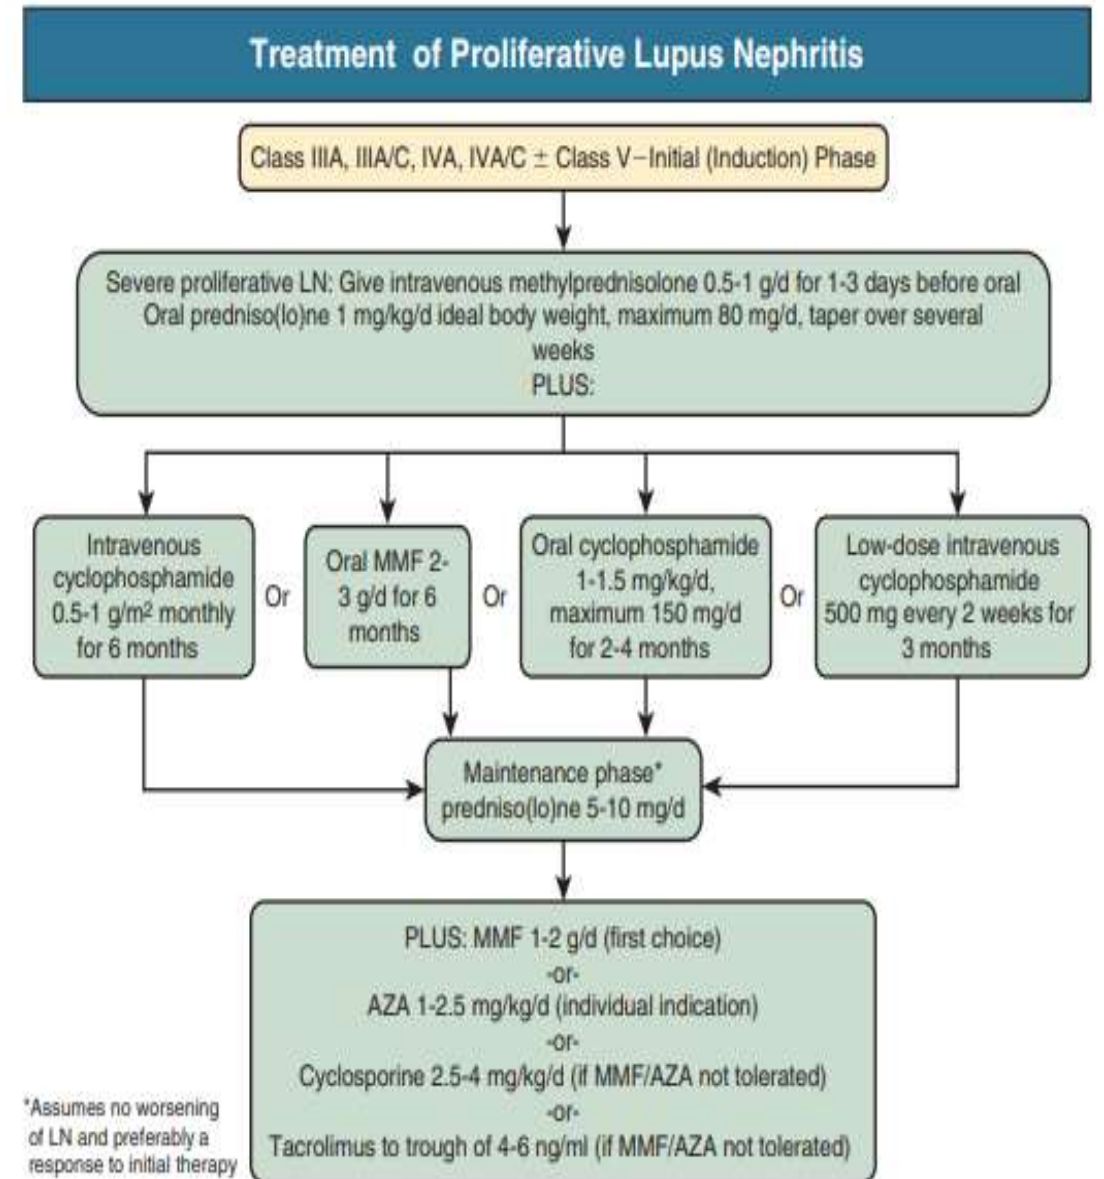 Treatment of Proliferative Lupus Nephritis
Class IIIA, IIIA/C, IVA, IVA/C ± Class V–Initial (Induction) Phase
Severe proliferative LN: Give intravenous methylprednisolone 0.5-1 g/d for 1-3 days before oral
Oral predniso(lo)ne 1 mg/kg/d ideal body weight, maximum 80 mg/d, taper over several
weeks
PLUS:
Intravenous
cyclophosphamide
0.5-1 g/m² monthly
for 6 months
Or
Oral MMF 2-
3 g/d for 6
months
Or
Oral cyclophosphamide
1-1.5 mg/kg/d,
maximum 150 mg/d
for 2-4 months
Or
Low-dose intravenous
cyclophosphamide
500 mg every 2 weeks for
3 months
Maintenance phase*
predniso(lo)ne 5-10 mg/d
PLUS: MMF 1-2 g/d (first choice)
-or-
AZA 1-2.5 mg/kg/d (individual indication)
-or-
Cyclosporine 2.5-4 mg/kg/d (if MMF/AZA not tolerated)
-or-
Tacrolimus to trough of 4-6 ng/ml (if MMF/AZA not tolerated)
*Assumes no worsening
of LN and preferably a
response to initial therapy